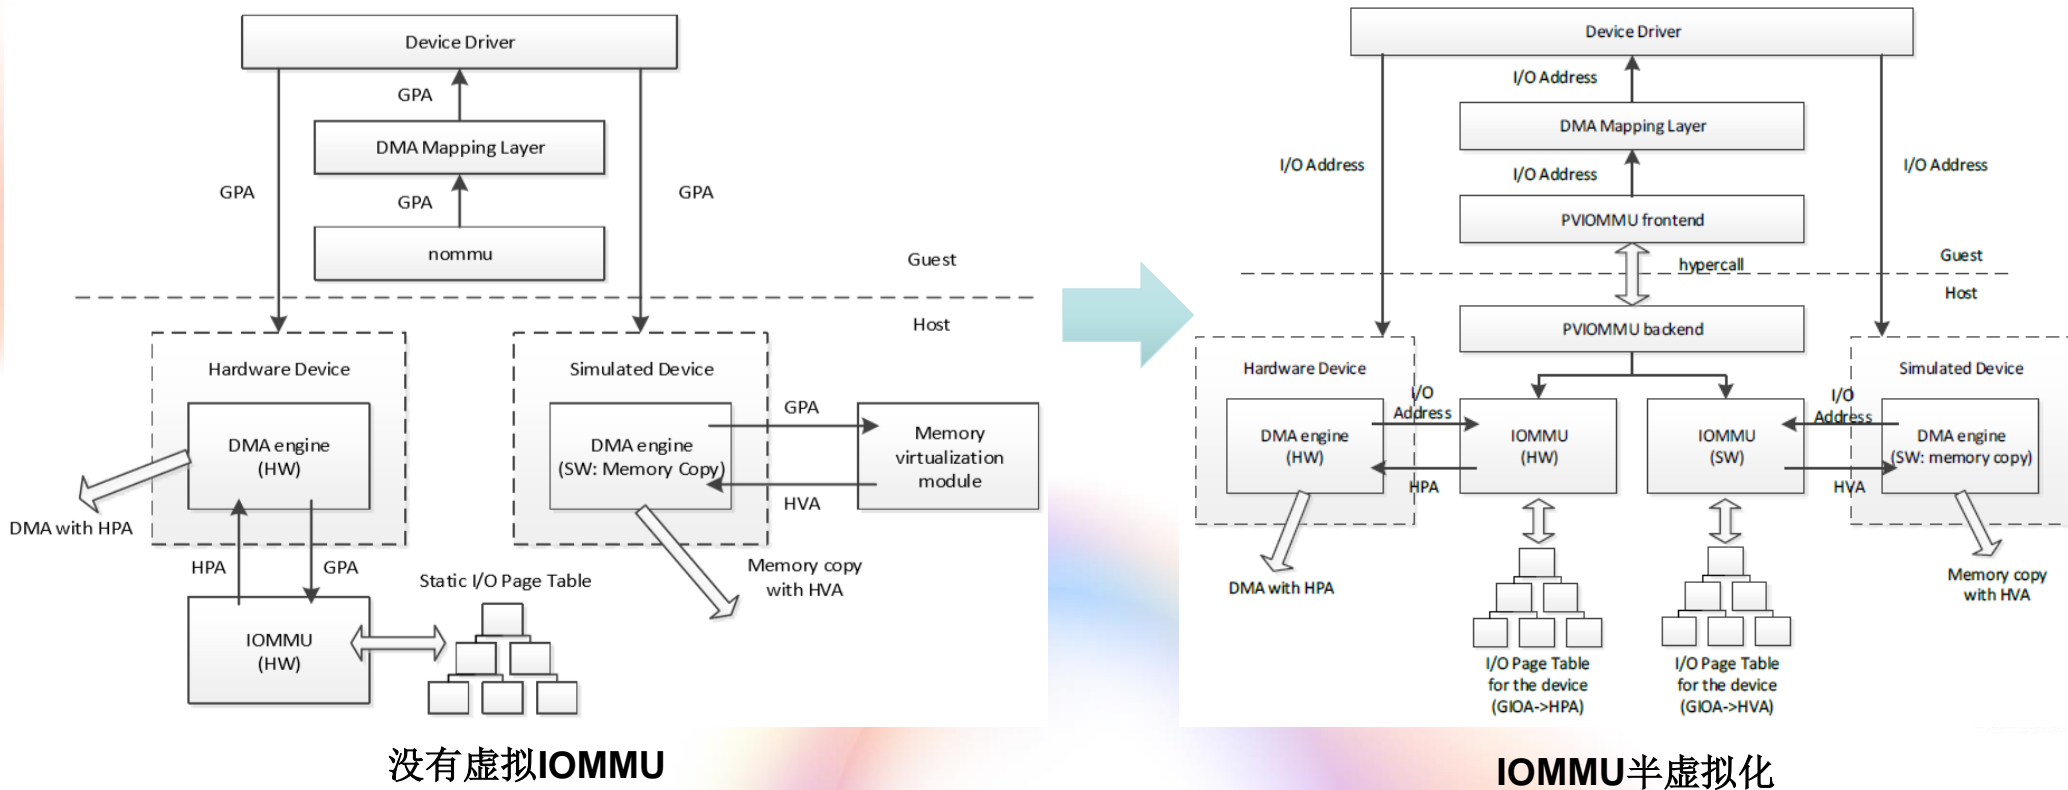 Device Driver
GPA
DMA Mapping Layer
GPA
GPA
GPA
nommu
Guest
Host
Hardware Device
DMA engine
(HW)
DMA with HPA
HPA
GPA
IOMMU
(HW)
Static I/O Page Table
Simulated Device
DMA engine
(SW: Memory Copy)
GPA
HVA
Memory
virtualization
module
Memory copy
with HVA
没有虚拟IOMMU
Device Driver
I/O Address
DMA Mapping Layer
I/O Address
I/O Address
I/O Address
PVIOMMU frontend
hypercall
Guest
Host
PVIOMMU backend
Hardware Device
I/O
Address
DMA engine
(HW)
HPA
IOMMU
(HW)
IOMMU
(SW)
Simulated Device
I/O
Address
DMA engine
(SW: memory copy)
HVA
DMA with HPA
Memory copy
with HVA
I/O Page Table
for the device
(GIOA->HPA)
I/O Page Table
for the device
(GIOA->HVA)
IOMMU半虚拟化